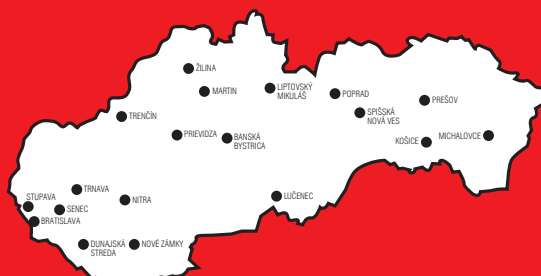 ŽILINA
MARTIN
LIPTOVSKÝ
MIKULÁŠ
POPRAD
PREŠOV
SPIŠSKÁ
NOVÁ VES
TRENČÍN
PRIEVIDZA
BANSKÁ
BYSTRICA
KOŠICE
MICHALOVCE
TRNAVA
STUPAVA
SENEC
NITRA
LUČENEC
BRATISLAVA
DUNAJSKÁ
STREDA
NOVÉ ZÁMKY